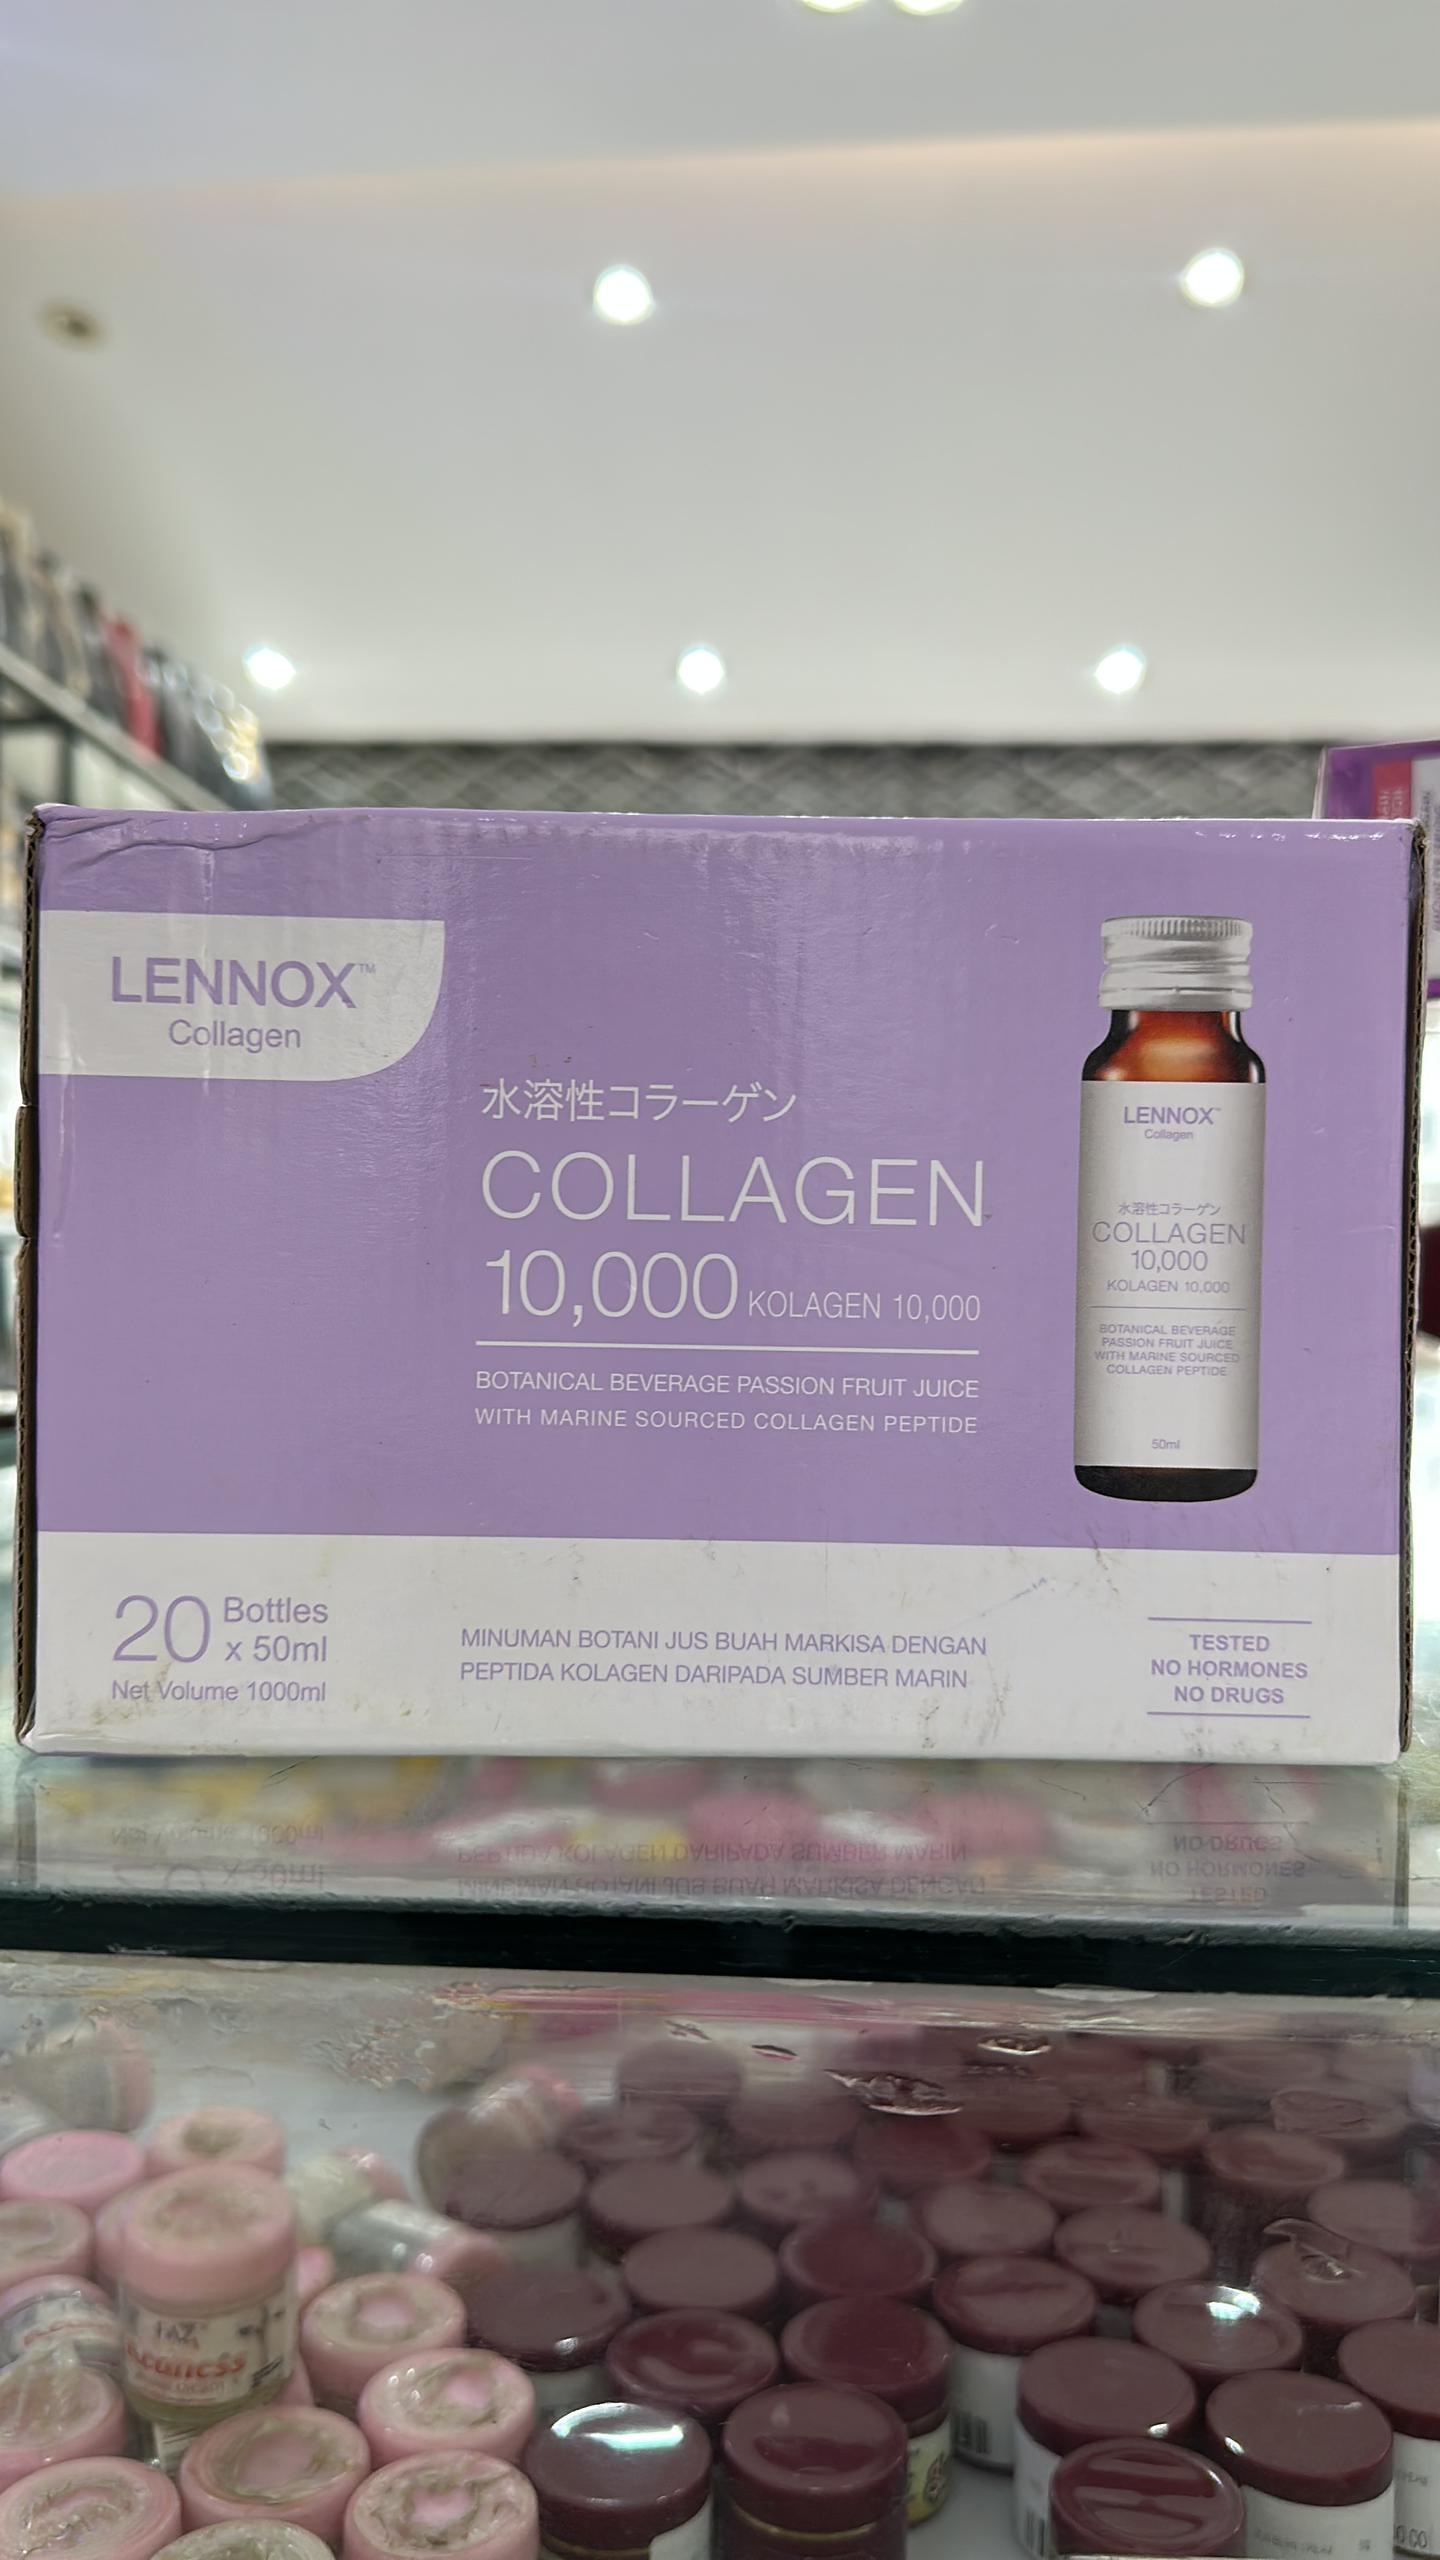 LENNOX™
Collagen
水溶性コラーゲン
COLLAGEN
10,000 KOLAGEN 10,000
BOTANICAL BEVERAGE PASSION FRUIT JUICE
WITH MARINE SOURCED COLLAGEN PEPTIDE
LENNOX™
Collagen
水溶性コラーゲン
COLLAGEN
10,000
KOLAGEN 10,000
BOTANICAL BEVERAGE
PASSION FRUIT JUICE
WITH MARINE SOURCED
COLLAGEN PEPTIDE
50ml
20 Bottles
x 50ml
Net Volume 1000ml
MINUMAN BOTANI JUS BUAH MARKISA DENGAN
PEPTIDA KOLAGEN DARIPADA SUMBER MARIN
TESTED
NO HORMONES
NO DRUGS